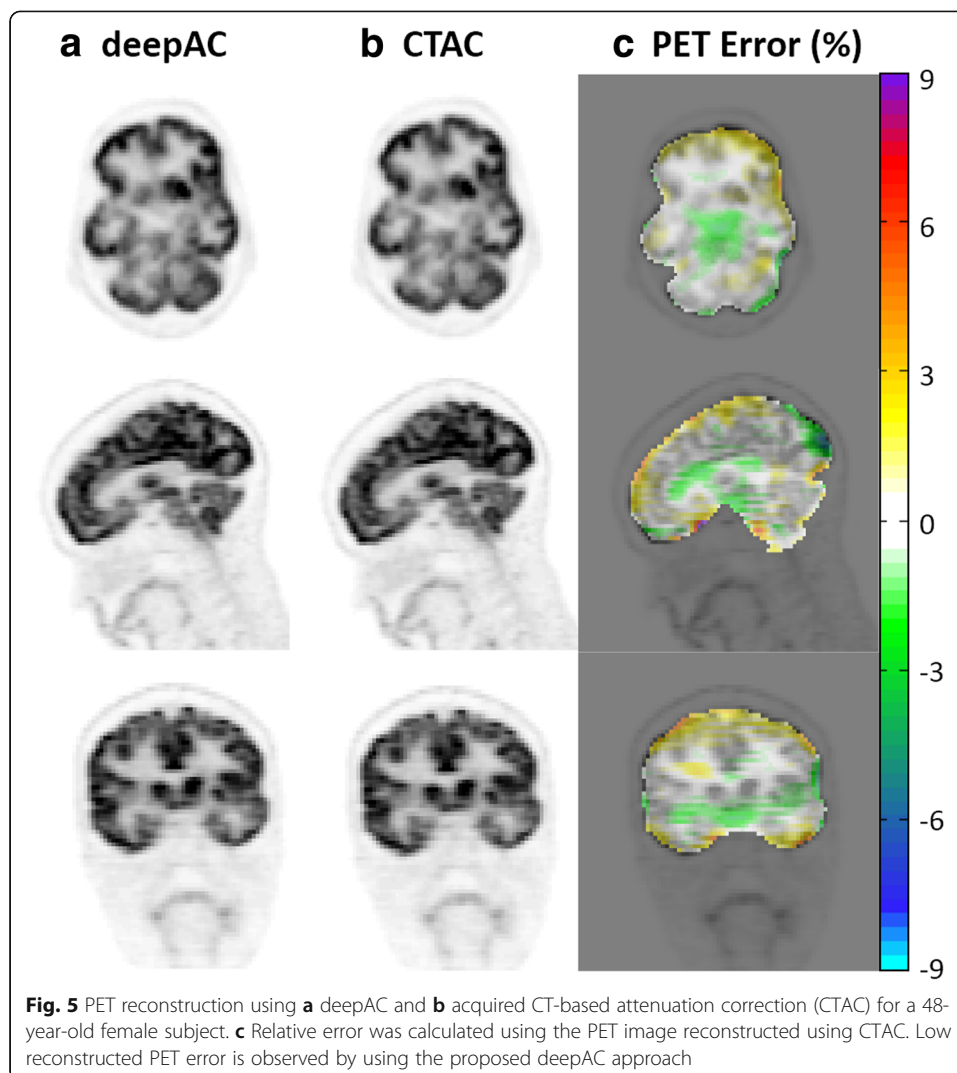 a deepAC
b CTAC
c PET Error (%)
9
6
3
0
-3
-6
-9
Fig. 5 PET reconstruction using a deepAC and b acquired CT-based attenuation correction (CTAC) for a 48-
year-old female subject. c Relative error was calculated using the PET image reconstructed using CTAC. Low
reconstructed PET error is observed by using the proposed deepAC approach